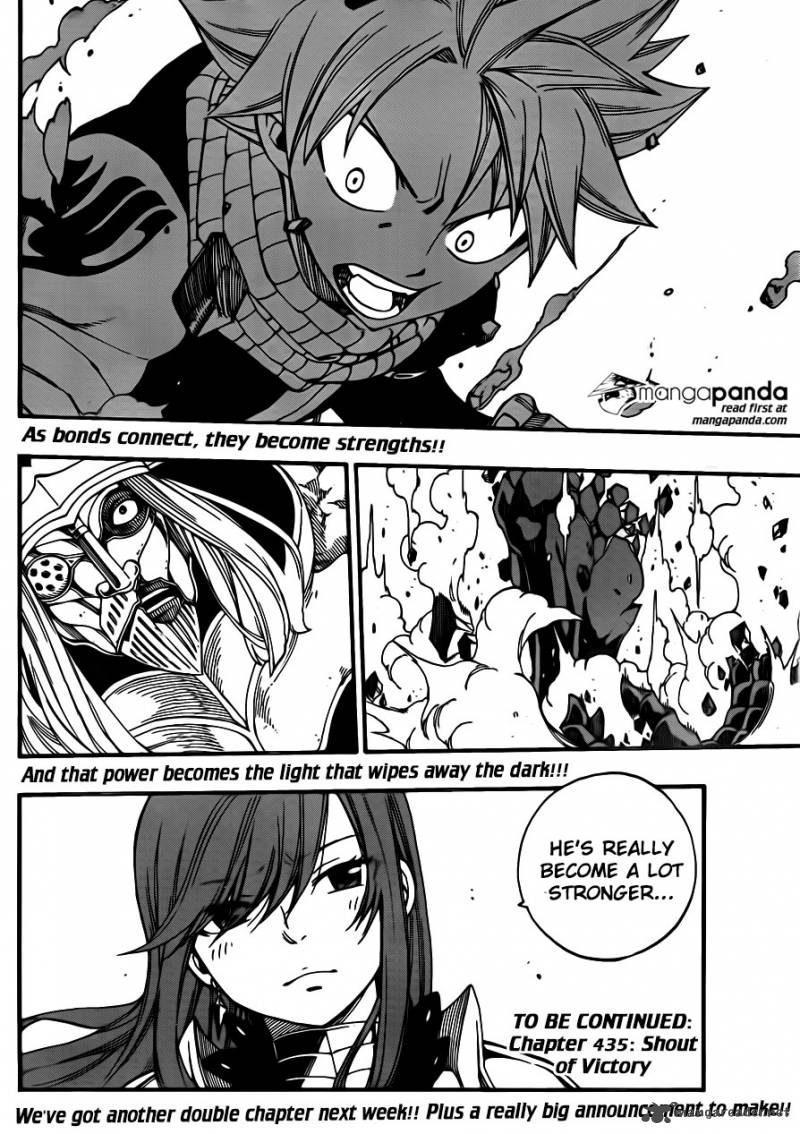 mangapanda
read first at
mangapanda.com
As bonds connect, they become strengths!!
And that power becomes the light that wipes away the dark!!!
HE'S REALLY
BECOME A LOT
STRONGER...
TO BE CONTINUED:
Chapter 435: Shout
of Victory
We've got another double chapter next week!! Plus a really big announcement to make!!
mangareader.net